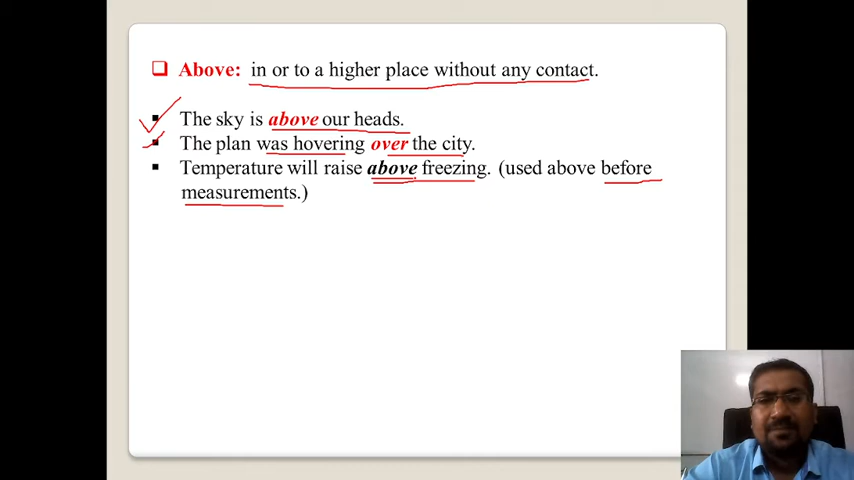 Above: in or to a higher place without any contact.
The sky is above our heads.
The plan was hovering over the city.
Temperature will raise above freezing. (used above before
measurements.)